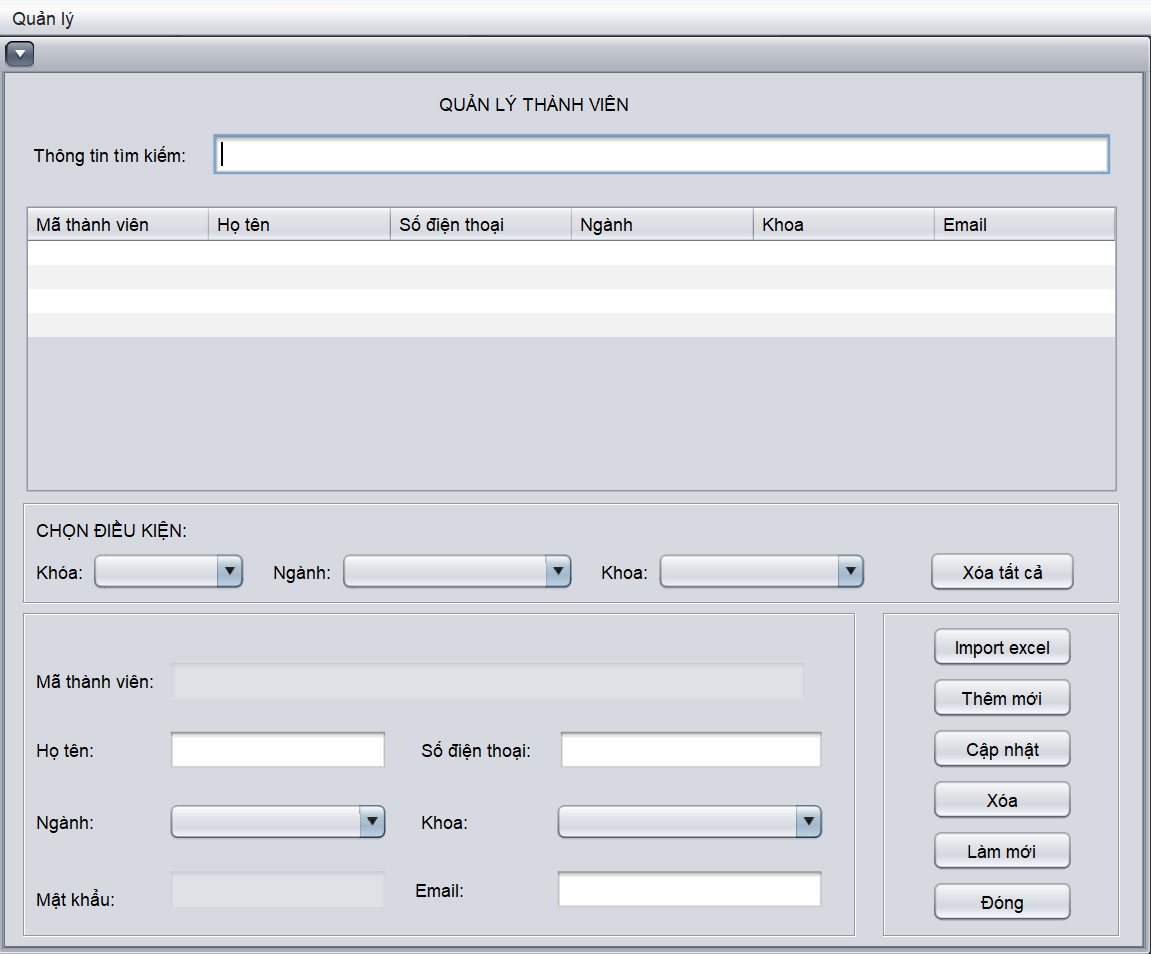 Quản lý
QUẢN LÝ THÀNH VIÊN
Thông tin tìm kiếm:
Mã thành viên Họ tên Số điện thoại Ngành Khoa Email
CHỌN ĐIỀU KIỆN:
Khóa: Ngành: Khoa: Xóa tất cả
Mã thành viên:
Họ tên: Số điện thoại:
Ngành: Khoa:
Mật khẩu: Email:
Import excel
Thêm mới
Cập nhật
Xóa
Làm mới
Đóng